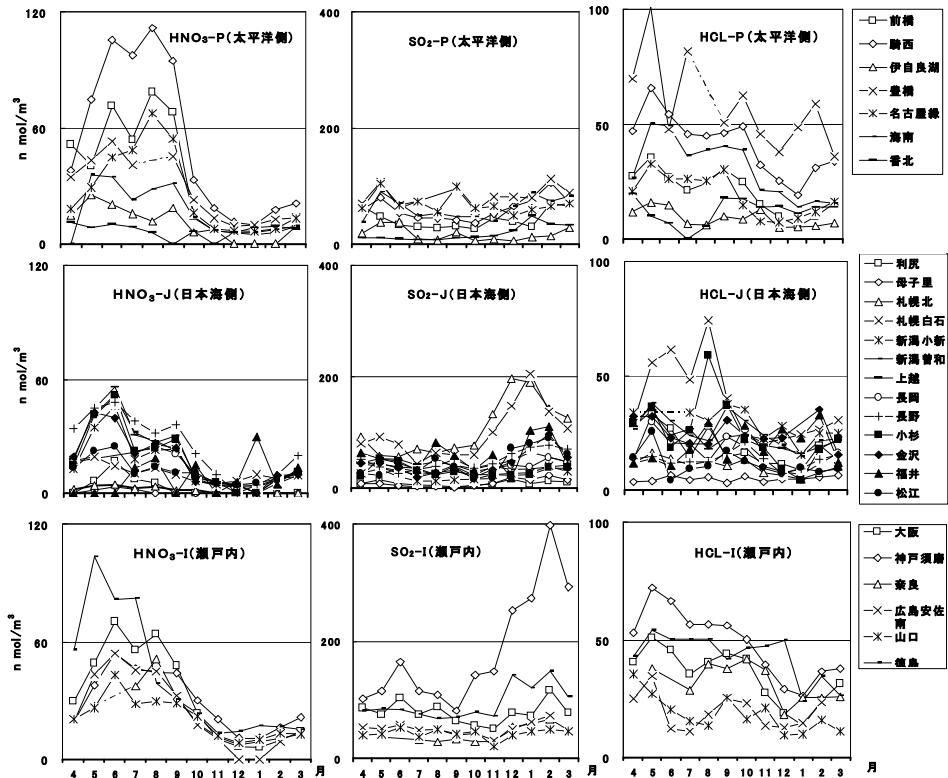 HNO₃-P(太平洋側)
SO₂-P(太平洋側)
HCL-P(太平洋側)
n mol/m³
120
60
0
400
200
0
100
50
0
前橋
騎西
伊自良湖
豊橋
名古屋緑
海南
香北
HNO₃-J(日本海側)
SO₂-J(日本海側)
HCL-J(日本海側)
n mol/m³
120
60
0
400
200
0
100
50
0
利尻
母子里
札幌北
札幌白石
新潟小新
新潟曽和
上越
長岡
長野
小杉
金沢
福井
松江
HNO₃-I(瀬戸内)
SO₂-I(瀬戸内)
HCL-I(瀬戸内)
n mol/m³
120
60
0
400
200
0
100
50
0
大阪
神戸須磨
奈良
広島安佐
南
山口
徳島
4 5 6 7 8 9 10 11 12 1 2 3 月
4 5 6 7 8 9 10 11 12 1 2 3 月
4 5 6 7 8 9 10 11 12 1 2 3 月